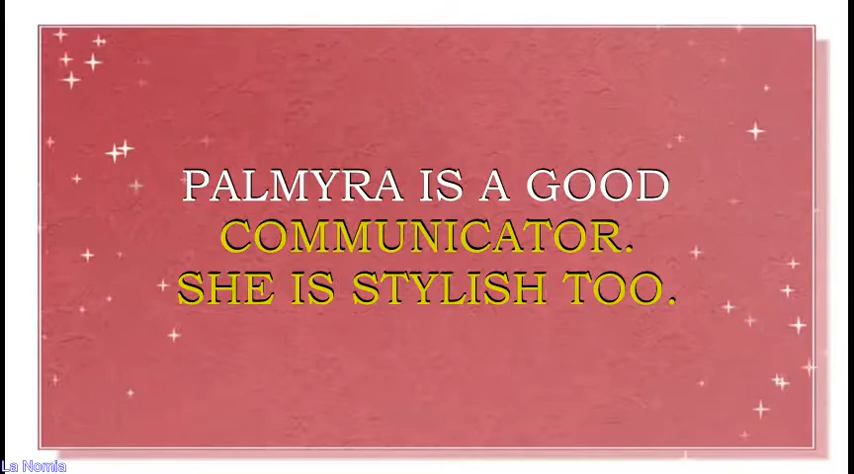 PALMYRA IS A GOOD
COMMUNICATOR.
SHE IS STYLISH TOO.
La Nomia